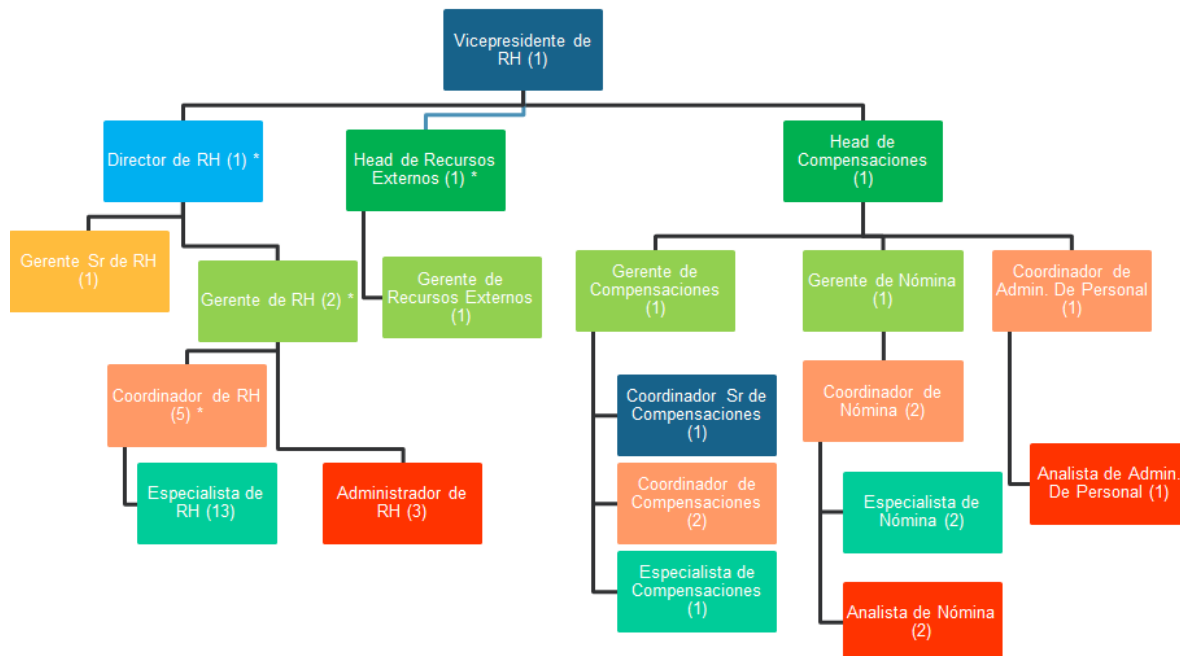 Vicepresidente de
RH (1)
Director de RH (1) *
Head de Recursos
Externos (1) *
Head de
Compensaciones
(1)
Gerente Sr de RH
(1)
Gerente de RH (2) *
Gerente de
Recursos Externos
(1)
Gerente de
Compensaciones
(1)
Gerente de Nómina
(1)
Coordinador de
Admin. De Personal
(1)
Coordinador de RH
(5) *
Coordinador Sr de
Compensaciones
(1)
Coordinador de
Nómina (2)
Especialista de
RH (13)
Administrador de
RH (3)
Coordinador de
Compensaciones
(2)
Especialista de
Nómina (2)
Analista de Admin.
De Personal (1)
Especialista de
Compensaciones
(1)
Analista de Nómina
(2)